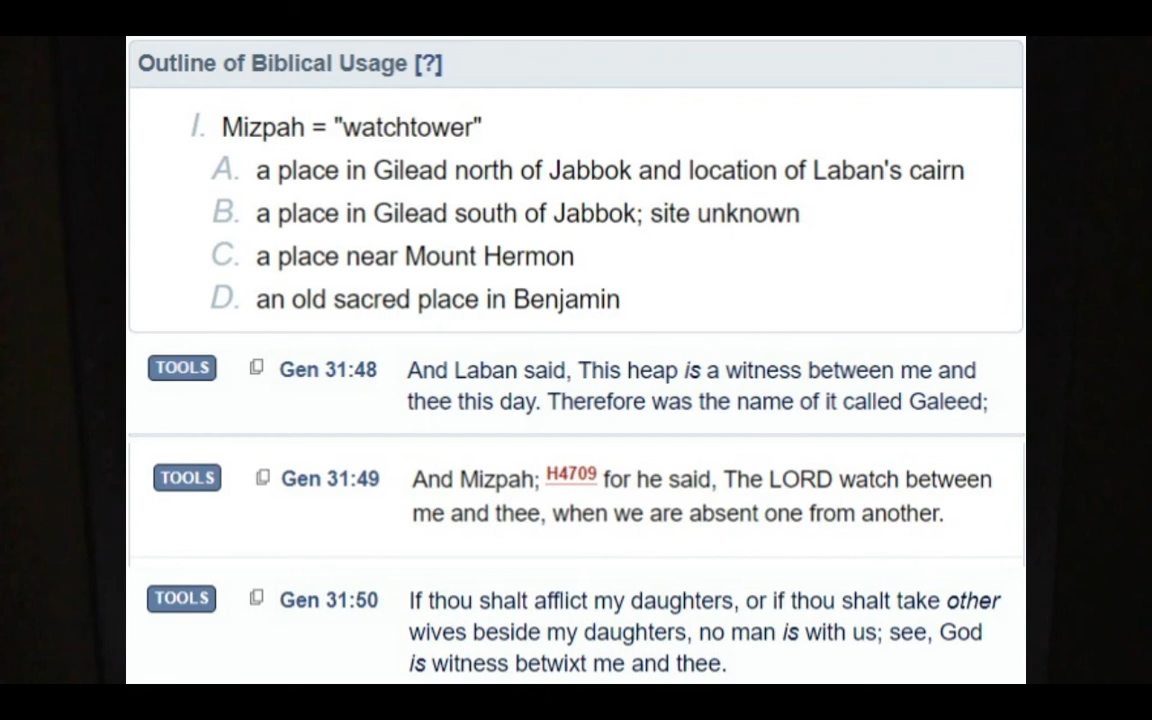 Outline of Biblical Usage [?]
I. Mizpah = "watchtower"
A. a place in Gilead north of Jabbok and location of Laban's cairn
B. a place in Gilead south of Jabbok; site unknown
C. a place near Mount Hermon
D. an old sacred place in Benjamin
TOOLS Gen 31:48 And Laban said, This heap is a witness between me and
thee this day. Therefore was the name of it called Galeed;
TOOLS Gen 31:49 And Mizpah; H4709 for he said, The LORD watch between
me and thee, when we are absent one from another.
TOOLS Gen 31:50 If thou shalt afflict my daughters, or if thou shalt take other
wives beside my daughters, no man is with us; see, God
is witness betwixt me and thee.